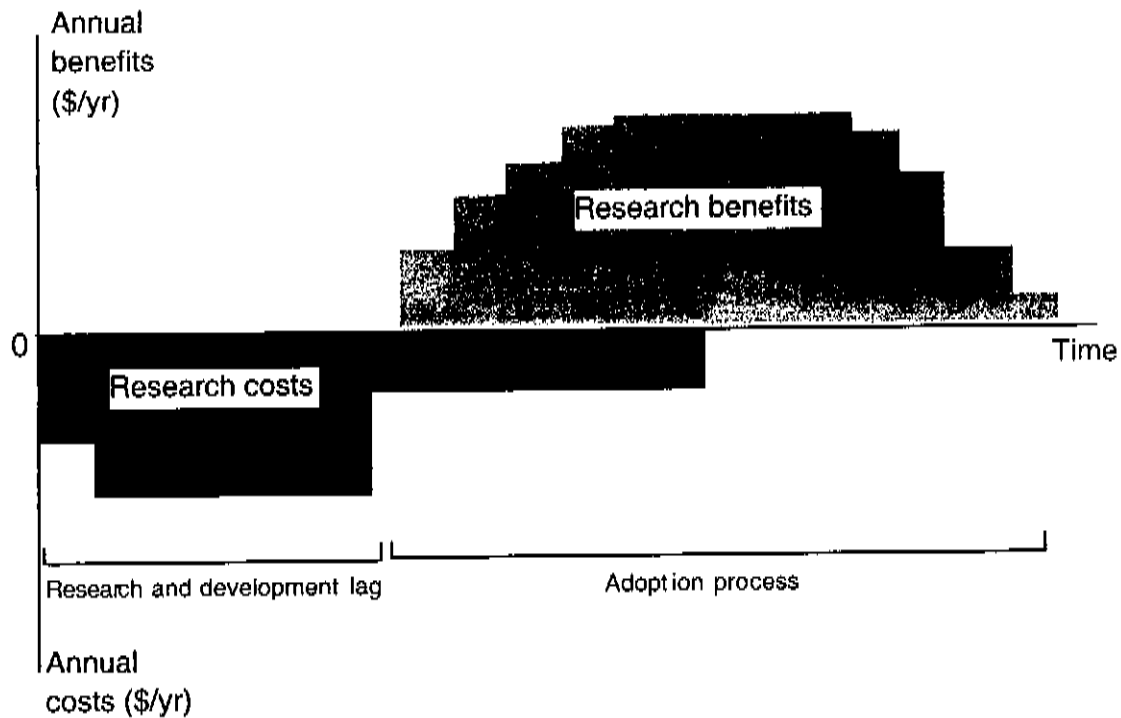 Annual
benefits
($/yr)
Research benefits
0
Time
Research costs
Research and development lag
Adoption process
Annual
costs ($/yr)